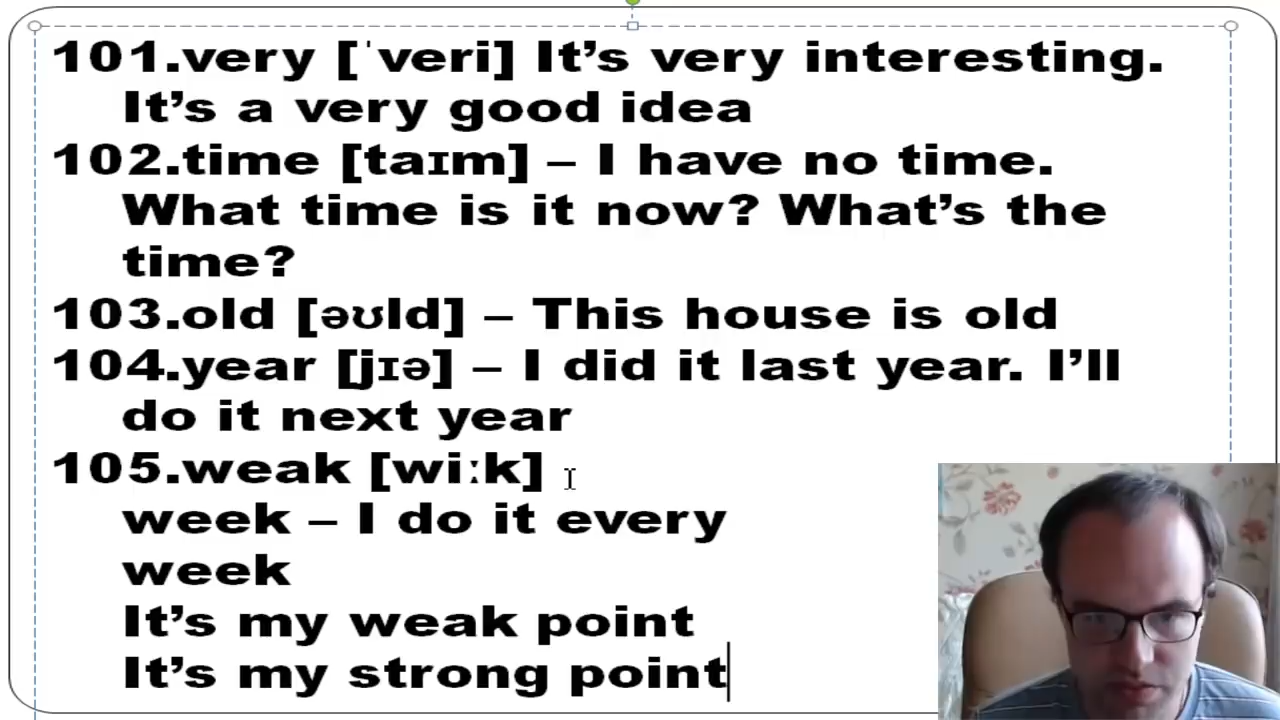 101.very [ˈveri] It’s very interesting.
It’s a very good idea
102.time [taɪm] – I have no time.
What time is it now? What’s the
time?
103.old [əʊld] – This house is old
104.year [jɪə] – I did it last year. I’ll
do it next year
105.weak [wiːk]
week – I do it every
week
It’s my weak point
It’s my strong point